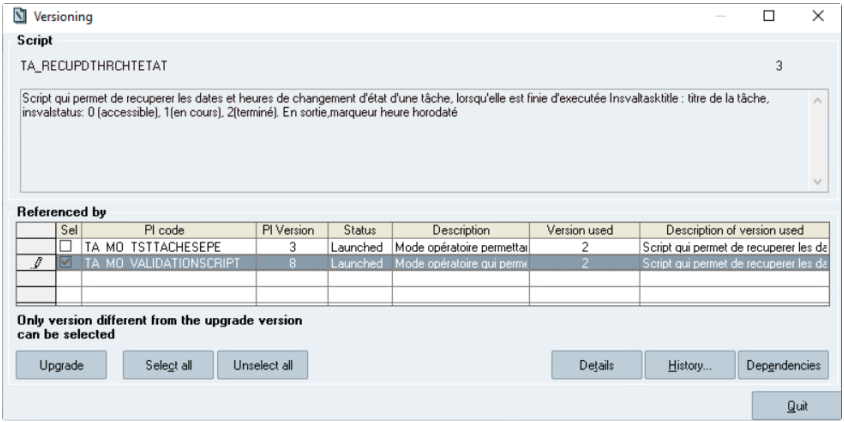 Versioning
Script
TA_RECUPDTHRCHTETAT 3
Script qui permet de recuperer les dates et heures de changement d'état d'une tâche, lorsqu'elle est finie d'executée Insvaltasktitle : titre de la tâche,
insvalstatus: 0 (accessible), 1(en cours), 2(terminé). En sortie,marqueur heure horodaté
Referenced by
Sel PI code PI Version Status Description Version used Description of version used
TA_MO_TSTTACHESEPE 3 Launched Mode opératoire permettai 2 Script qui permet de recuperer les da
TA_MO_VALIDATIONSCRIPT 8 Launched Mode opératoire qui perme 2 Script qui permet de recuperer les da
Only version different from the upgrade version
can be selected
Upgrade Select all Unselect all Details History... Dependencies
Quit